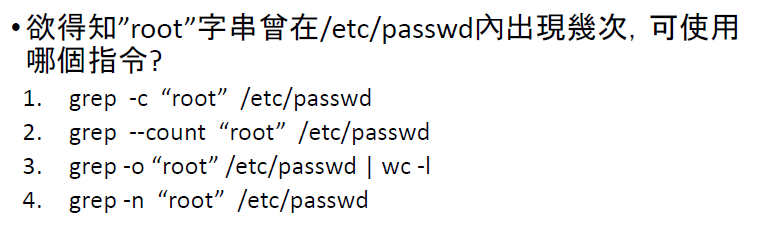 •欲得知”root”字串曾在/etc/passwd內出現幾次, 可使用
哪個指令?
1. grep -c “root” /etc/passwd
2. grep --count “root” /etc/passwd
3. grep -o “root” /etc/passwd | wc -l
4. grep -n “root” /etc/passwd